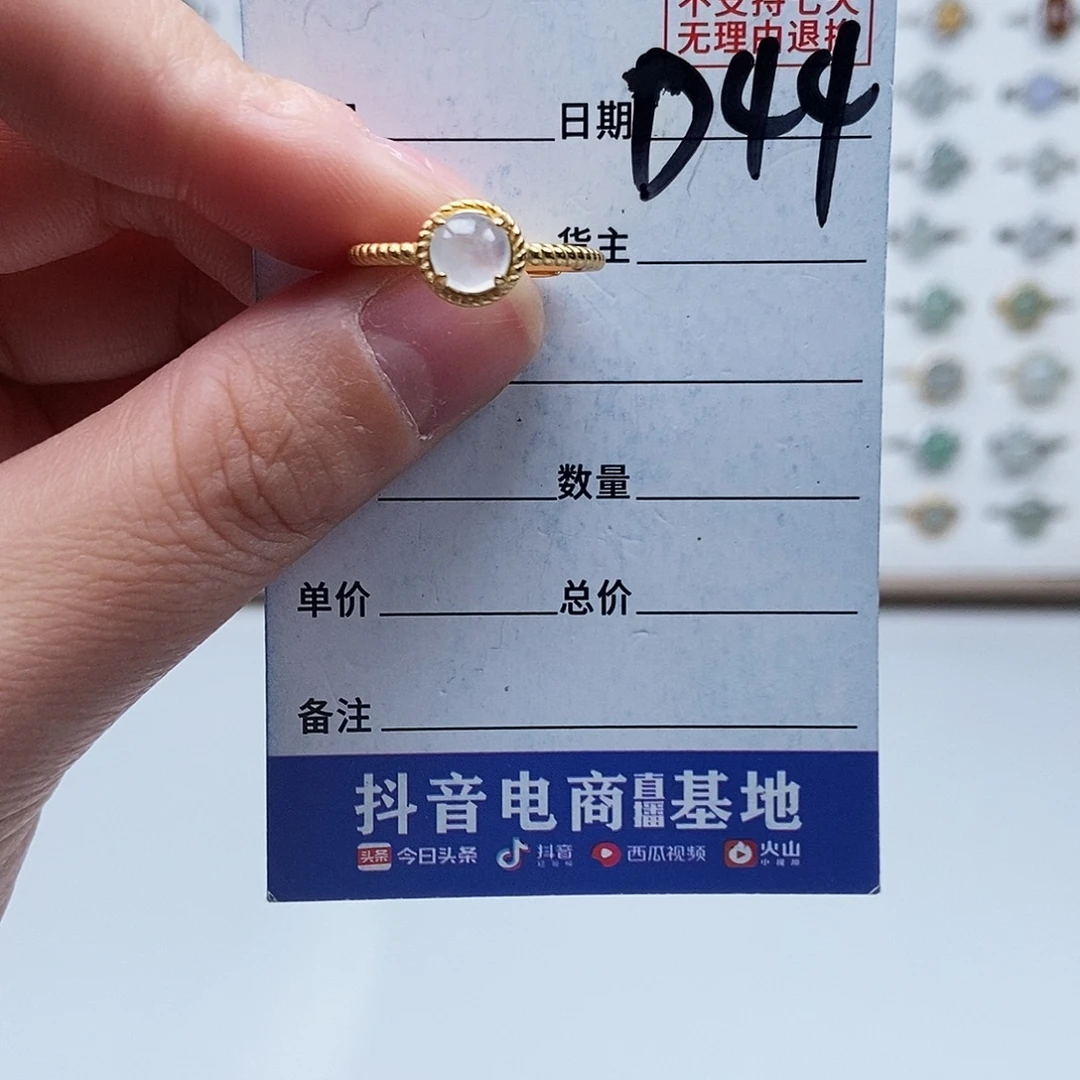 不支持七天
无理由退换
日期 D44
货主
数量
单价 总价
备注
抖音电商直播基地
头条 今日头条 抖音 西瓜视频 火山